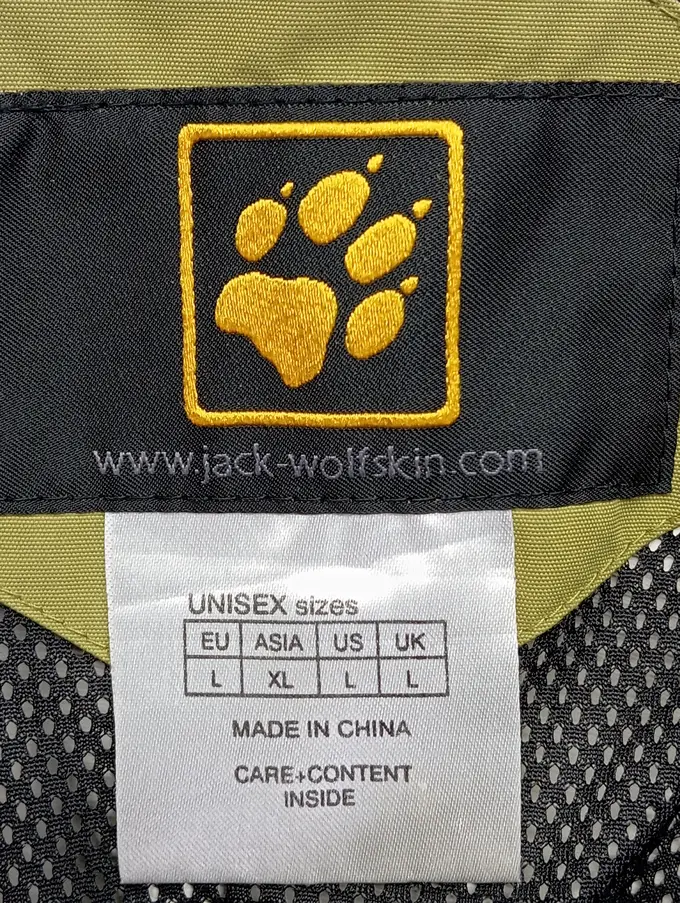 www.jack-wolfskin.com
UNISEX sizes
EU ASIA US UK
L XL L L
MADE IN CHINA
CARE+CONTENT
INSIDE